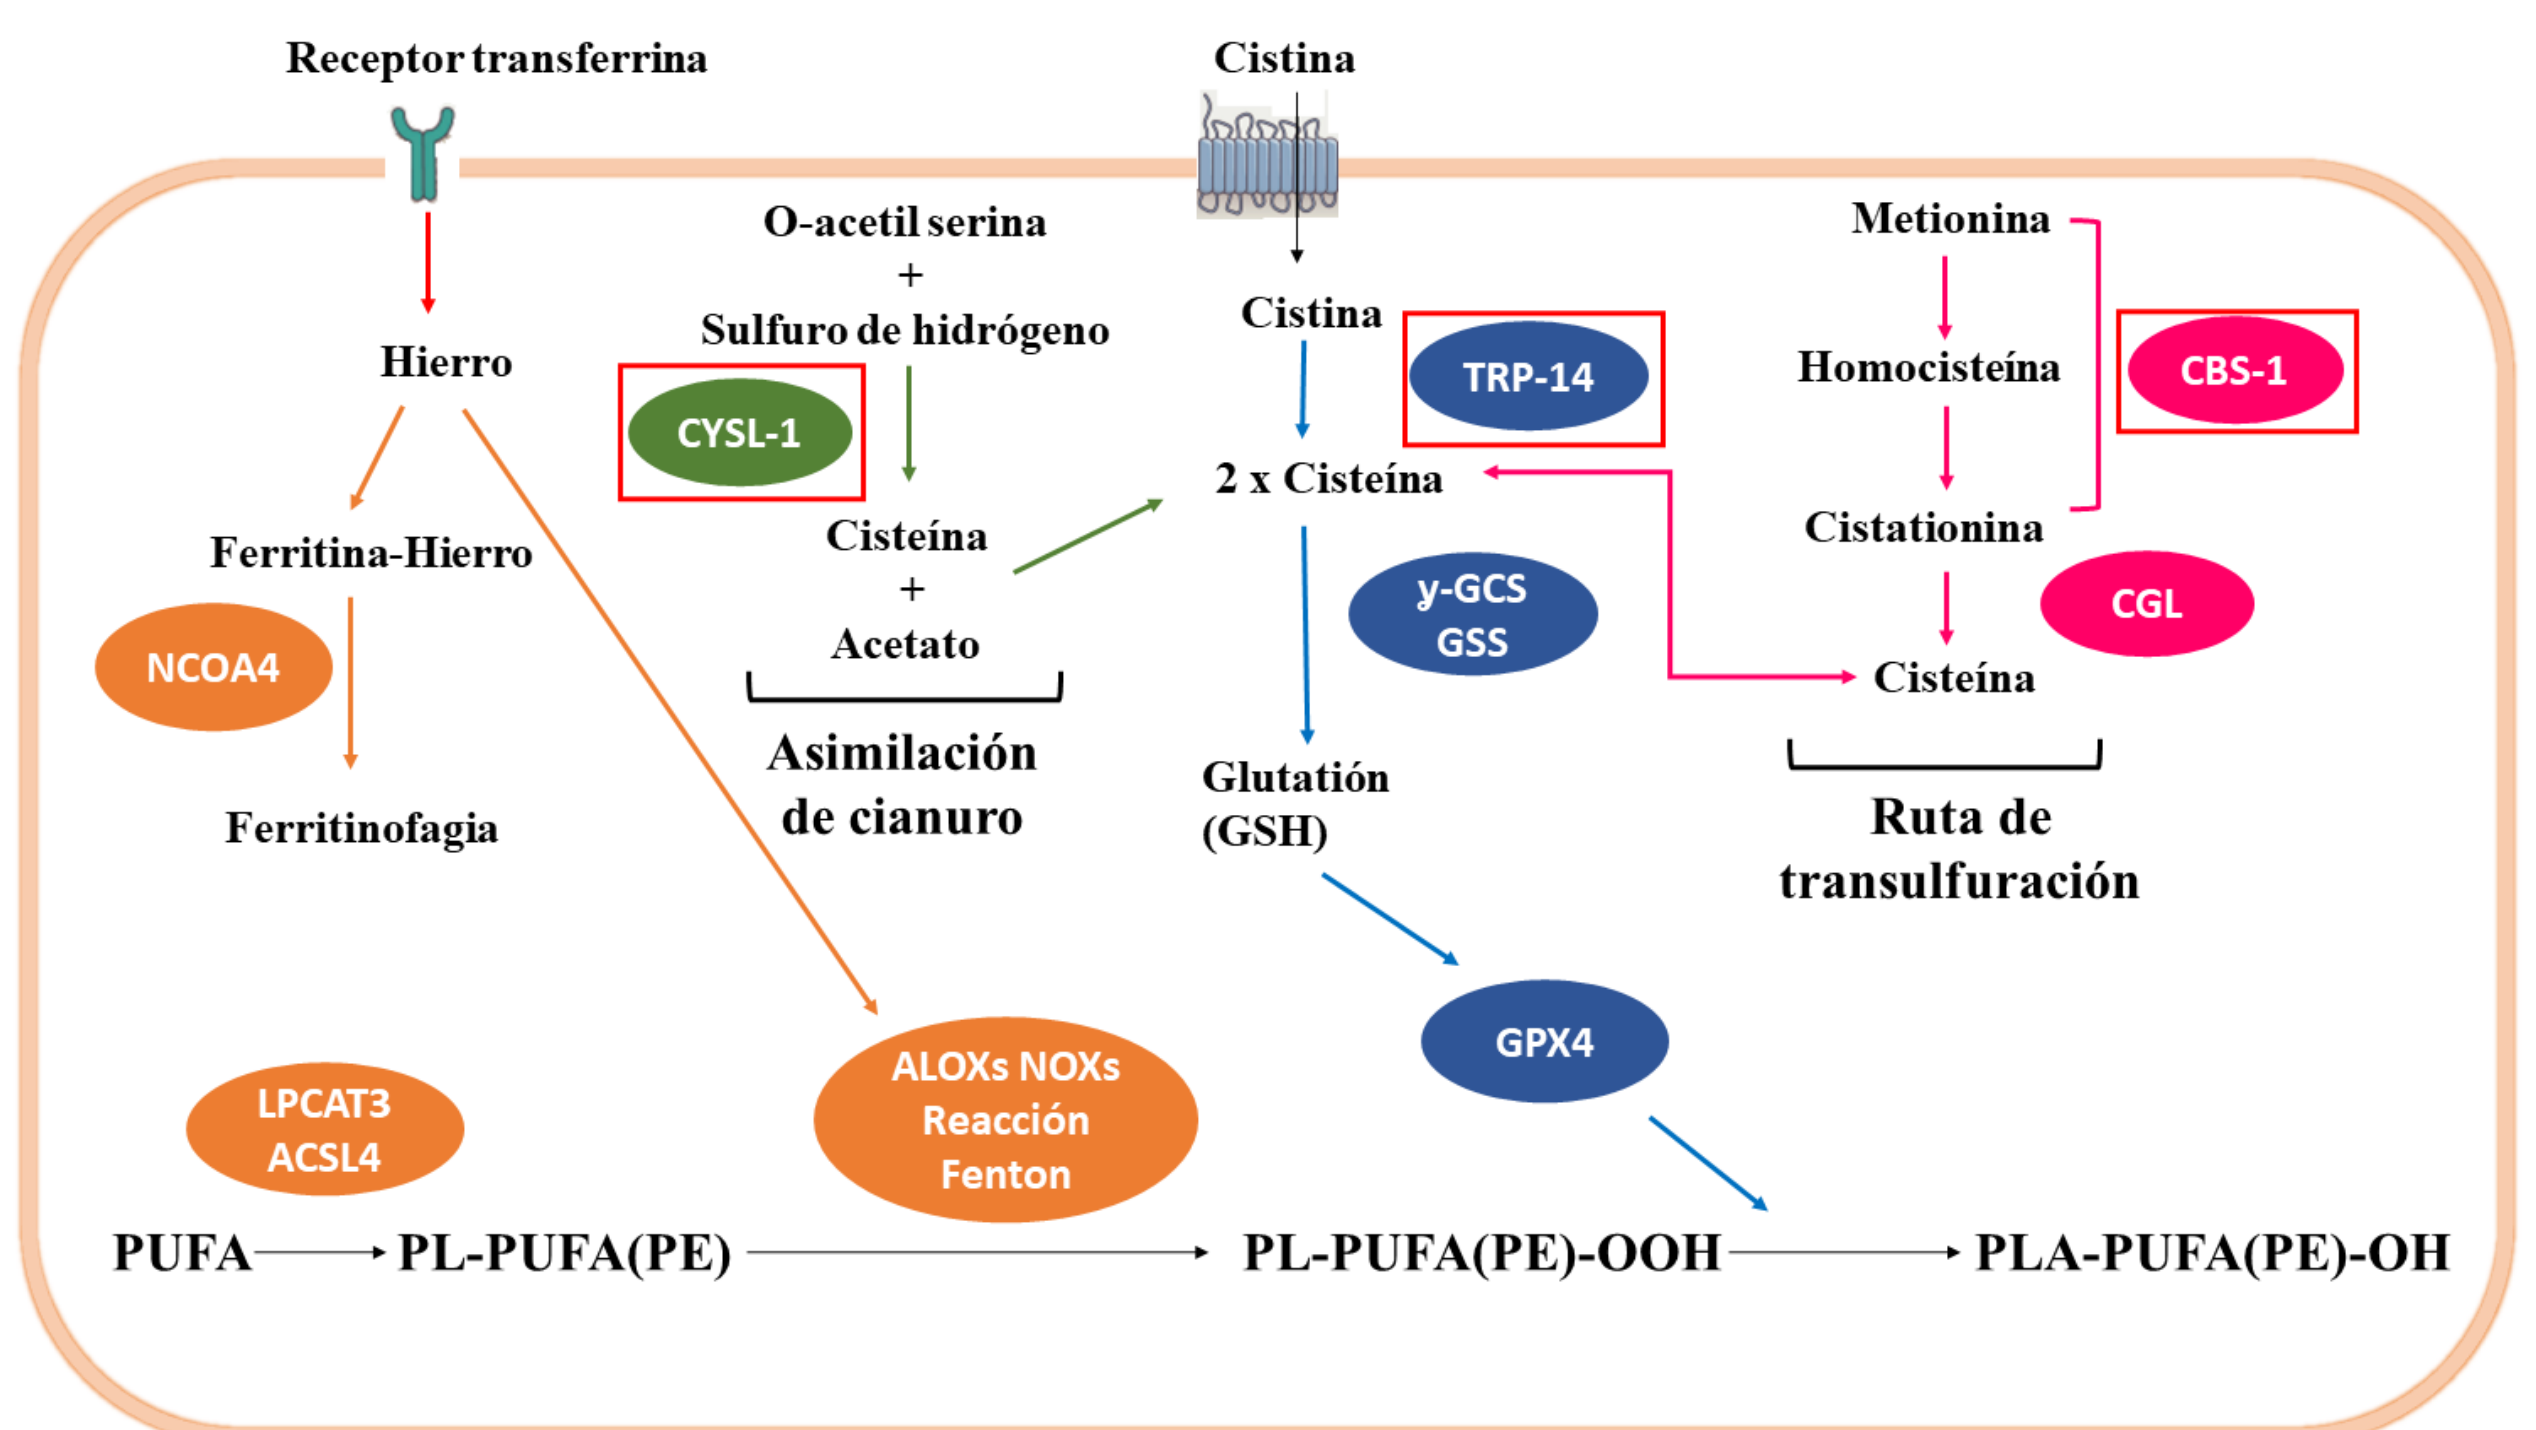 Receptor transferrina
Cistina
O-acetil serina
+
Sulfuro de hidrógeno
Metionina
Cistina
Hierro
TRP-14
Homocisteína
CBS-1
CYSL-1
2 x Cisteína
Cisteína
+
Acetato
Cistationina
Ferritina-Hierro
y-GCS
GSS
CGL
NCOA4
Cisteína
Asimilación
de cianuro
Glutatión
(GSH)
Ruta de
transulfuración
Ferritinofagia
GPX4
LPCAT3
ACSL4
ALOXs NOXs
Reacción
Fenton
PUFA
PL-PUFA(PE)
PL-PUFA(PE)-OOH
PLA-PUFA(PE)-OH